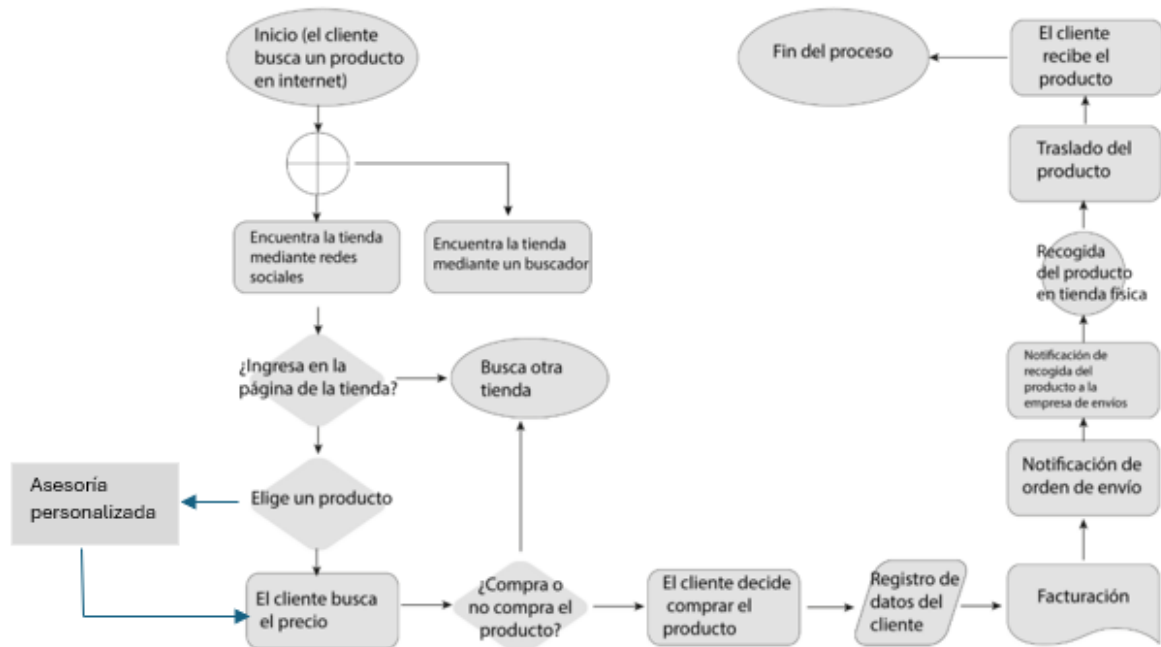 Inicio (el cliente
busca un producto
en internet)
Encuentra la tienda
mediante redes
sociales
Encuentra la tienda
mediante un buscador
¿Ingresa en la
página de la tienda?
Busca otra
tienda
Elige un producto
Asesoría
personalizada
El cliente busca
el precio
¿Compra o
no compra el
producto?
El cliente decide
comprar el
producto
Registro de
datos del
cliente
Facturación
Notificación de
orden de envío
Notificación de
recogida del
producto a la
empresa de envíos
Recogida
del producto
en tienda física
Traslado del
producto
El cliente
recibe el
producto
Fin del proceso